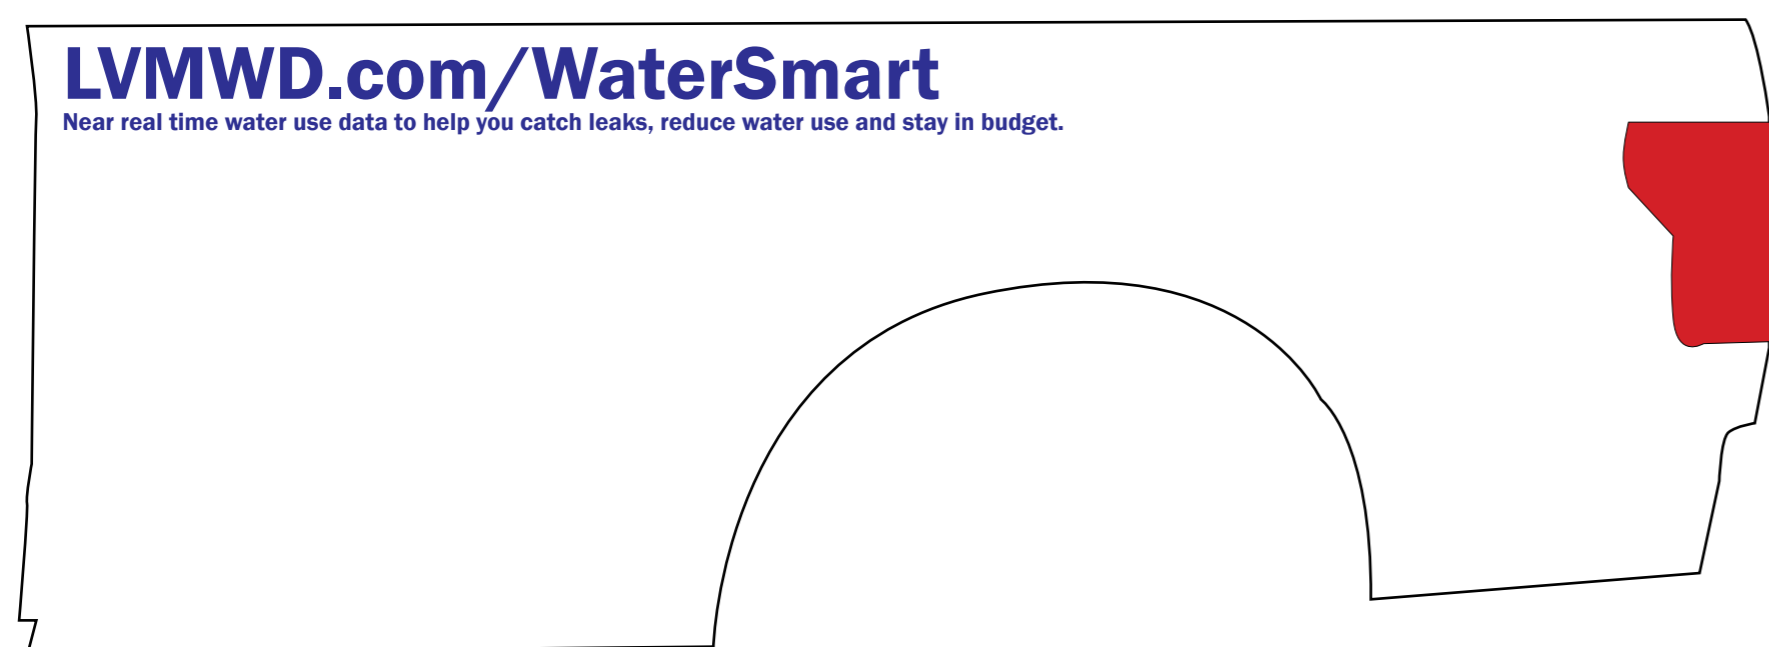 LVMWD.com/WaterSmart
Near real time water use data to help you catch leaks, reduce water use and stay in budget.